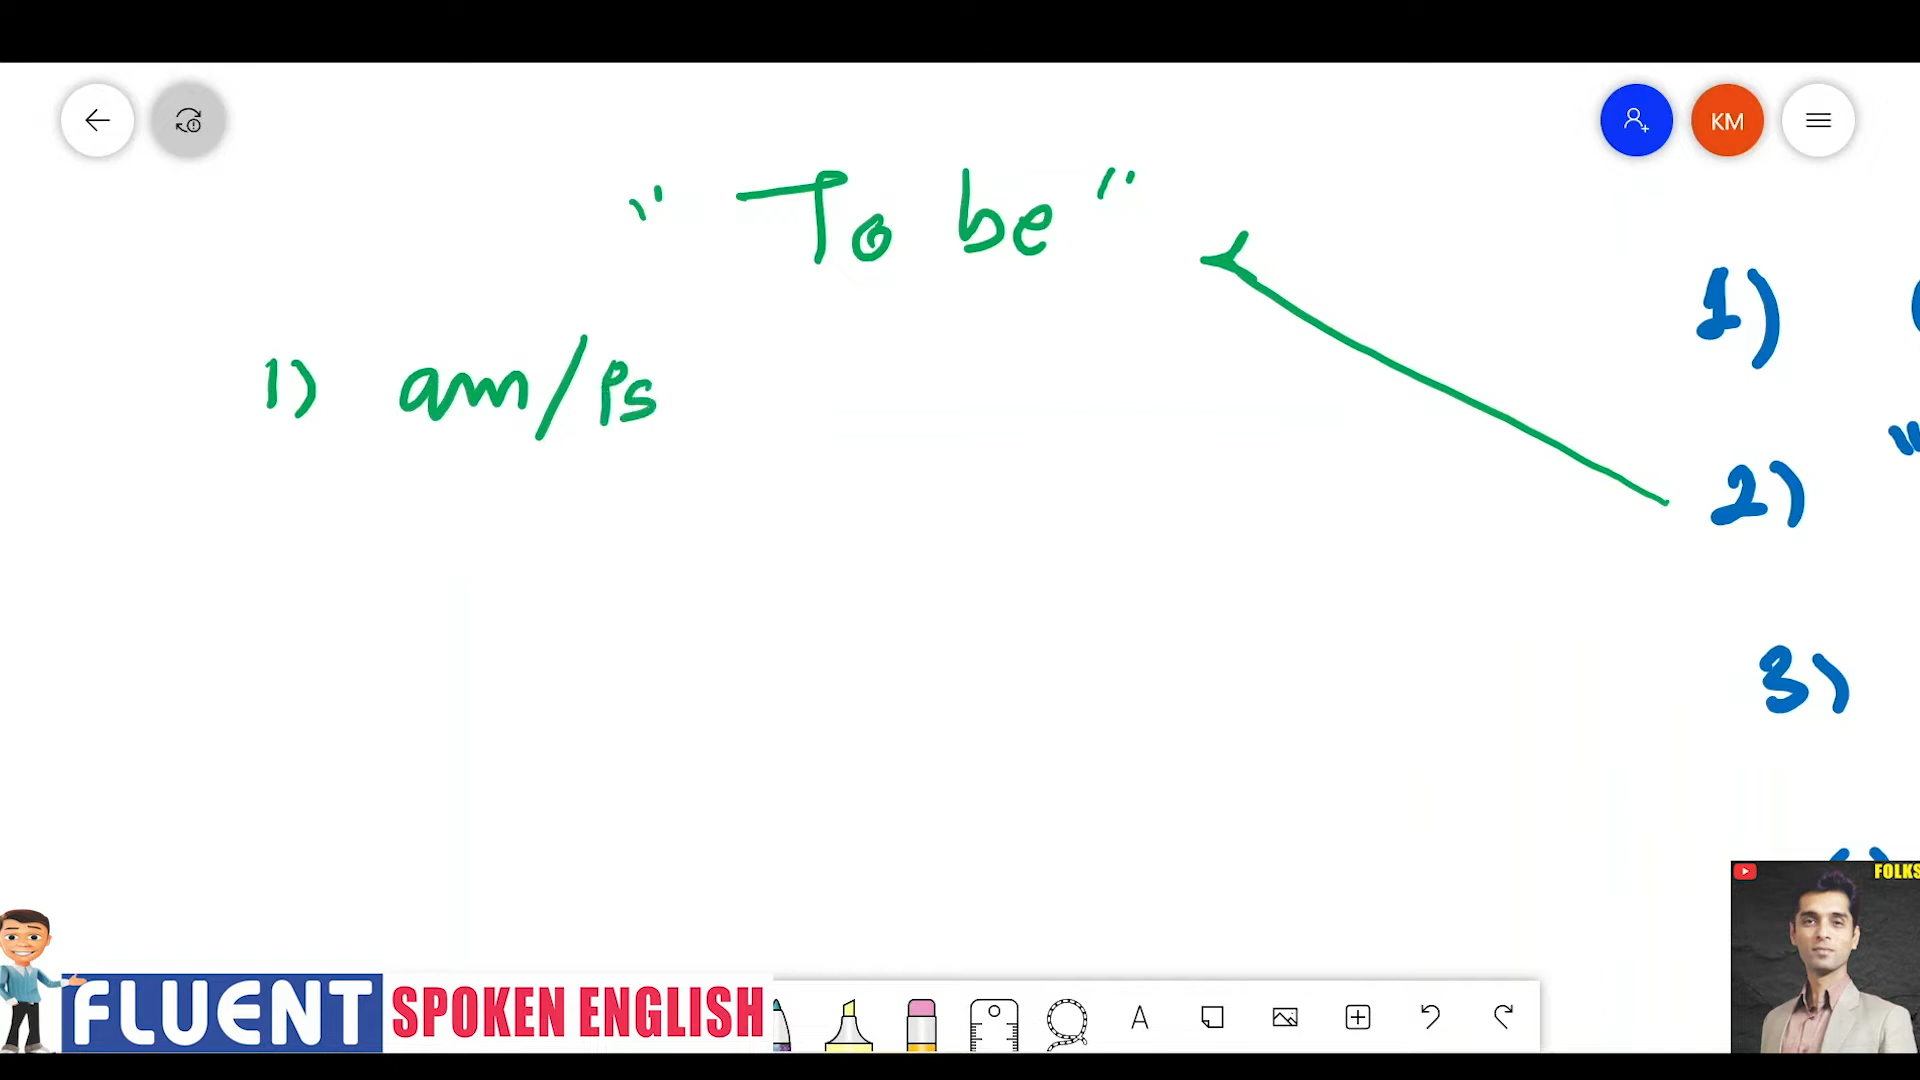 KM
" To be "
1)
1) am/is
2)
3)
FOLKS
FLUENT SPOKEN ENGLISH
A